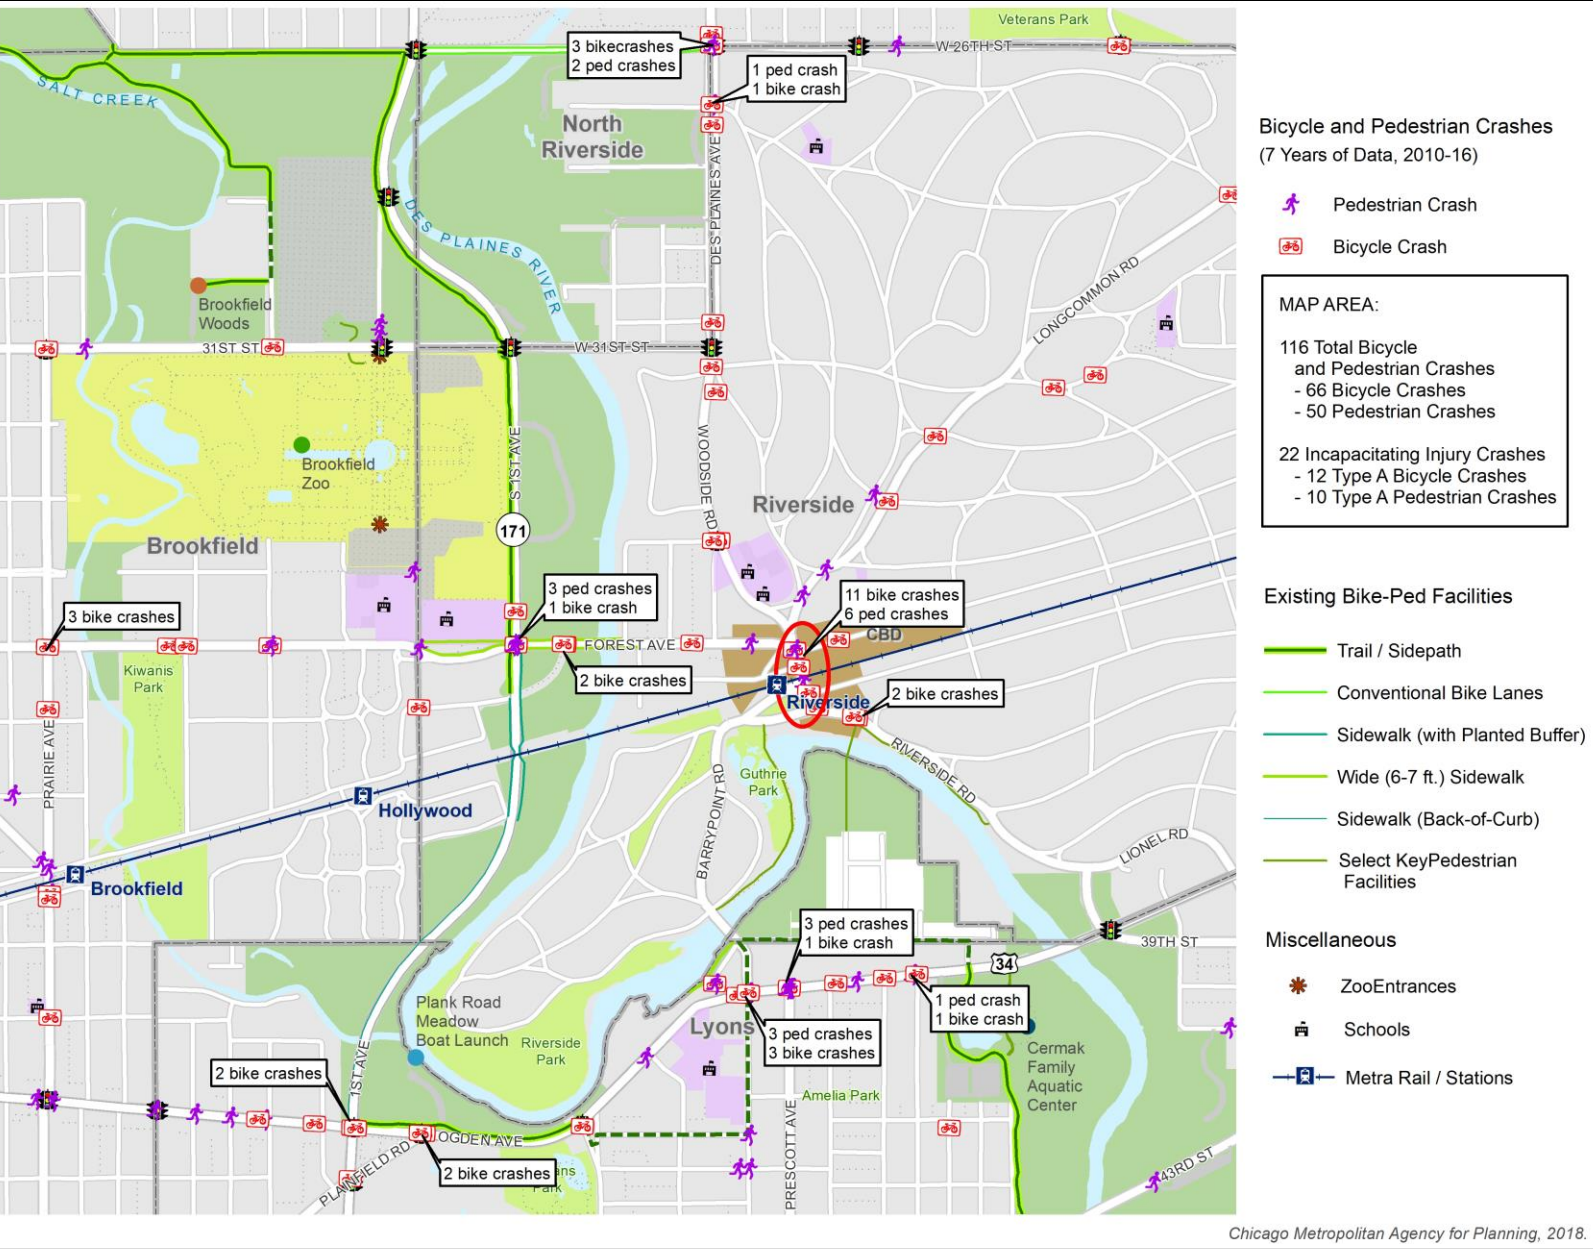 Veterans Park
3 bikecrashes
2 ped crashes
W 26TH ST
1 ped crash
1 bike crash
SALT CREEK
North
Riverside
DES PLAINES AVE
DES PLAINES RIVER
LONGCOMMON RD
Brookfield
Woods
31ST ST
W 31ST ST
Brookfield
Zoo
S 1ST AVE
WOODSIDE RD
171
Riverside
Brookfield
3 bike crashes
3 ped crashes
1 bike crash
11 bike crashes
6 ped crashes
CBD
FOREST AVE
Kiwanis
Park
2 bike crashes
Riverside
2 bike crashes
PRAIRIE AVE
RIVERSIDE RD
Guthrie
Park
BARRYPOINT RD
Hollywood
LIONEL RD
Brookfield
3 ped crashes
1 bike crash
39TH ST
34
Plank Road
Meadow
Boat Launch
1 ped crash
1 bike crash
Lyons
3 ped crashes
3 bike crashes
Riverside
Park
1ST AVE
2 bike crashes
Cermak
Family
Aquatic
Center
Amelia Park
OGDEN AVE
PLAINFIELD RD
2 bike crashes
Park
PRESCOTT AVE
43RD ST
Bicycle and Pedestrian Crashes
(7 Years of Data, 2010-16)
Pedestrian Crash
Bicycle Crash
MAP AREA:
116 Total Bicycle
and Pedestrian Crashes
- 66 Bicycle Crashes
- 50 Pedestrian Crashes
22 Incapacitating Injury Crashes
- 12 Type A Bicycle Crashes
- 10 Type A Pedestrian Crashes
Existing Bike-Ped Facilities
Trail / Sidepath
Conventional Bike Lanes
Sidewalk (with Planted Buffer)
Wide (6-7 ft.) Sidewalk
Sidewalk (Back-of-Curb)
Select KeyPedestrian
Facilities
Miscellaneous
ZooEntrances
Schools
Metra Rail / Stations
Chicago Metropolitan Agency for Planning, 2018.